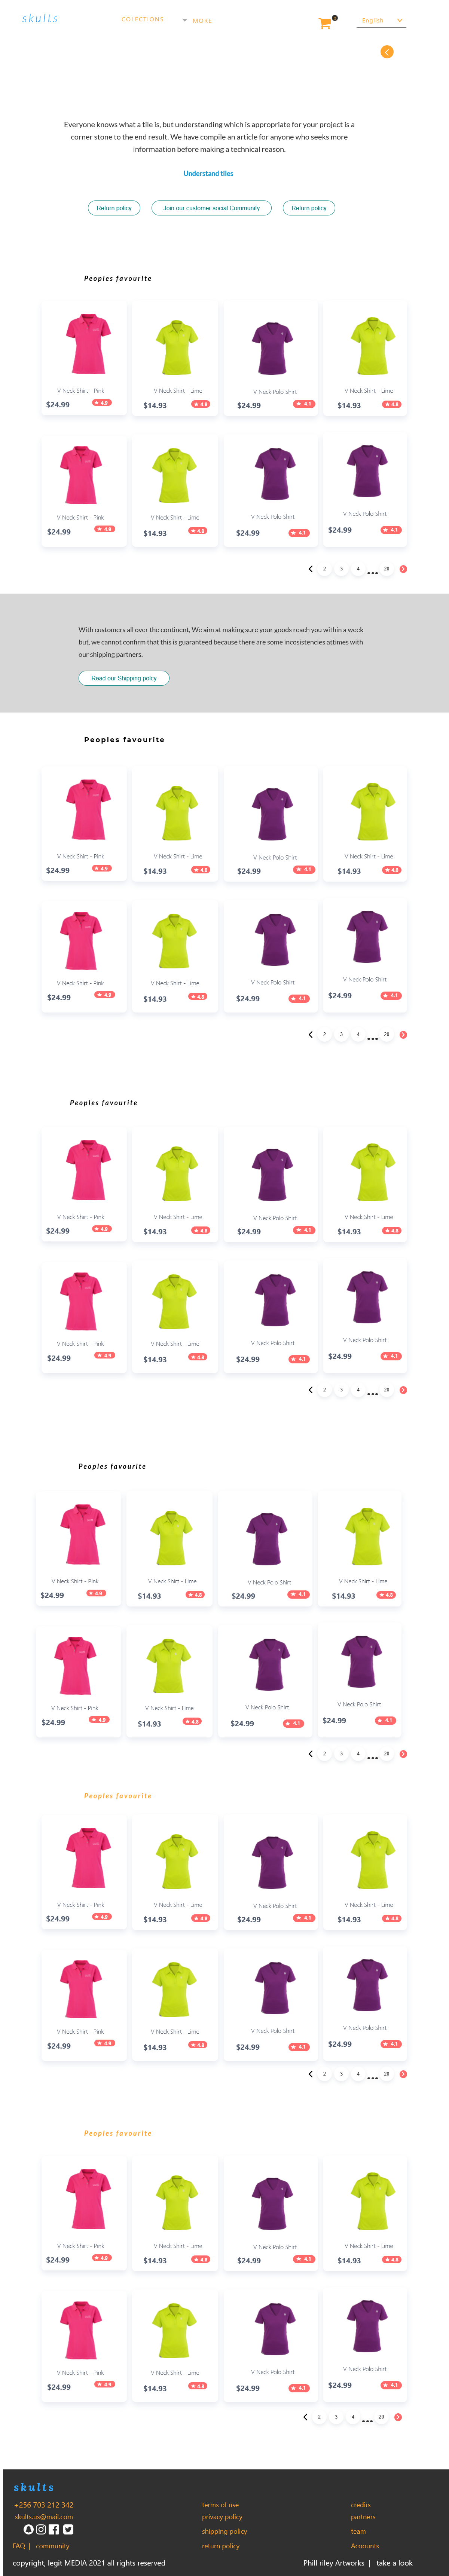 skults
COLECTIONS
MORE
0
English
Everyone knows what a tile is, but understanding which is appropriate for your project is a
corner stone to the end result. We have compile an article for anyone who seeks more
informaation before making a technical reason.
Understand tiles
Return policy
Join our customer social Community
Return policy
Peoples favourite
V Neck Shirt - Pink
V Neck Shirt - Lime
V Neck Polo Shirt
V Neck Shirt - Lime
$24.99 4.9
$14.93 4.8
$24.99 4.1
$14.93 4.8
V Neck Shirt - Pink
V Neck Shirt - Lime
V Neck Polo Shirt
V Neck Polo Shirt
$24.99 4.9
$14.93 4.8
$24.99 4.1
$24.99 4.1
2 3 4 ... 20
With customers all over the continent, We aim at making sure your goods reach you within a week
but, we cannot confirm that this is guaranteed because there are some incosistencies attimes with
our shipping partners.
Read our Shipping polcy
Peoples favourite
V Neck Shirt - Pink
V Neck Shirt - Lime
V Neck Polo Shirt
V Neck Shirt - Lime
$24.99 4.9
$14.93 4.8
$24.99 4.1
$14.93 4.8
V Neck Shirt - Pink
V Neck Shirt - Lime
V Neck Polo Shirt
V Neck Polo Shirt
$24.99 4.9
$14.93 4.8
$24.99 4.1
$24.99 4.1
2 3 4 ... 20
Peoples favourite
V Neck Shirt - Pink
V Neck Shirt - Lime
V Neck Polo Shirt
V Neck Shirt - Lime
$24.99 4.9
$14.93 4.8
$24.99 4.1
$14.93 4.8
V Neck Shirt - Pink
V Neck Shirt - Lime
V Neck Polo Shirt
V Neck Polo Shirt
$24.99 4.9
$14.93 4.8
$24.99 4.1
$24.99 4.1
2 3 4 ... 20
Peoples favourite
V Neck Shirt - Pink
V Neck Shirt - Lime
V Neck Polo Shirt
V Neck Shirt - Lime
$24.99 4.9
$14.93 4.8
$24.99 4.1
$14.93 4.8
V Neck Shirt - Pink
V Neck Shirt - Lime
V Neck Polo Shirt
V Neck Polo Shirt
$24.99 4.9
$14.93 4.8
$24.99 4.1
$24.99 4.1
2 3 4 ... 20
Peoples favourite
V Neck Shirt - Pink
V Neck Shirt - Lime
V Neck Polo Shirt
V Neck Shirt - Lime
$24.99 4.9
$14.93 4.8
$24.99 4.1
$14.93 4.8
V Neck Shirt - Pink
V Neck Shirt - Lime
V Neck Polo Shirt
V Neck Polo Shirt
$24.99 4.9
$14.93 4.8
$24.99 4.1
$24.99 4.1
2 3 4 ... 20
Peoples favourite
V Neck Shirt - Pink
V Neck Shirt - Lime
V Neck Polo Shirt
V Neck Shirt - Lime
$24.99 4.9
$14.93 4.8
$24.99 4.1
$14.93 4.8
V Neck Shirt - Pink
V Neck Shirt - Lime
V Neck Polo Shirt
V Neck Polo Shirt
$24.99 4.9
$14.93 4.8
$24.99 4.1
$24.99 4.1
2 3 4 ... 20
skults
+256 703 212 342
skults.us@mail.com
FAQ | community
terms of use
privacy policy
shipping policy
return policy
credirs
partners
team
Acoounts
copyright, legit MEDIA 2021 all rights reserved
Phill riley Artworks | take a look